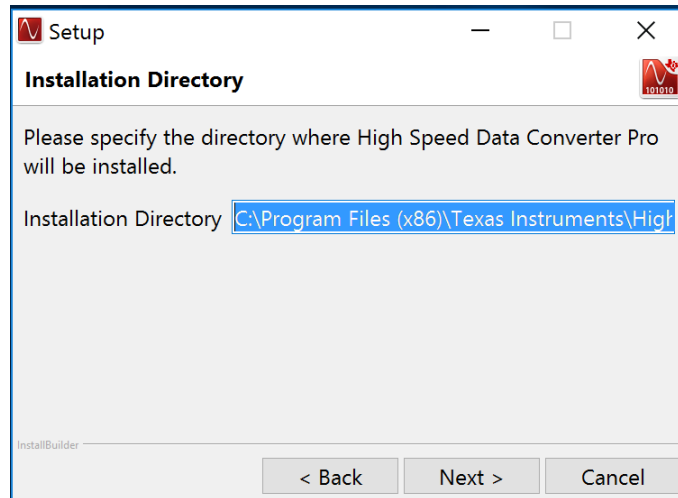 Setup
Installation Directory
101010
Please specify the directory where High Speed Data Converter Pro
will be installed.
Installation Directory C:\Program Files (x86)\Texas Instruments\High
InstallBuilder
< Back Next > Cancel